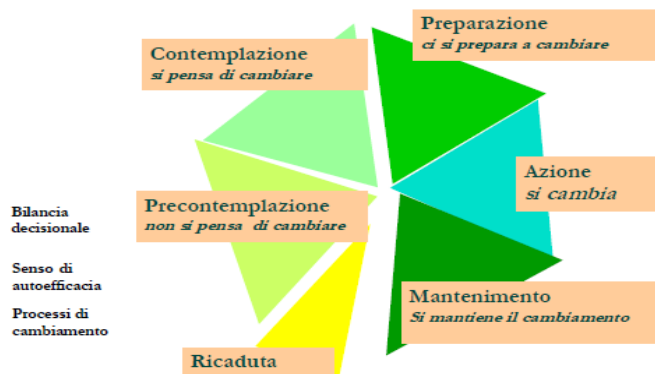 Preparazione
ci si prepara a cambiare
Contemplazione
si pensa di cambiare
Azione
si cambia
Precontemplazione
non si pensa di cambiare
Bilancia
decisionale
Senso di
autoefficacia
Processi di
cambiamento
Mantenimento
Si mantiene il cambiamento
Ricaduta